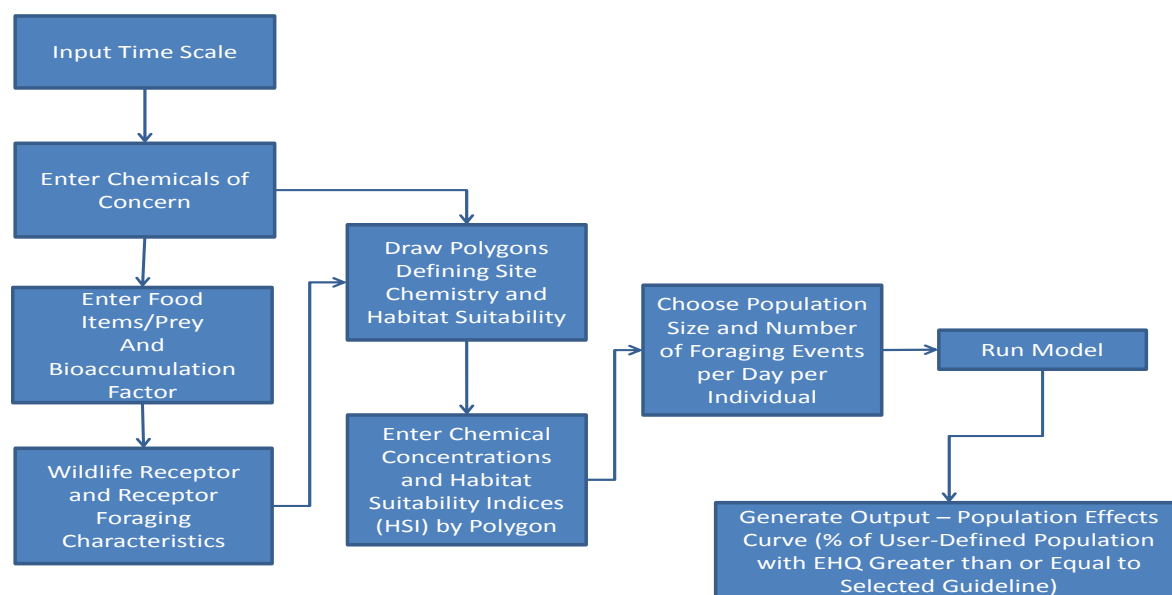 Input Time Scale
Enter Chemicals of
Concern
Enter Food
Items/Prey
And
Bioaccumulation
Factor
Wildlife Receptor
and Receptor
Foraging
Characteristics
Draw Polygons
Defining Site
Chemistry and
Habitat Suitability
Enter Chemical
Concentrations and Habitat
Suitability Indices
(HSI) by Polygon
Choose Population
Size and Number
of Foraging Events
per Day per
Individual
Run Model
Generate Output – Population Effects
Curve (% of User-Defined Population
with EHQ Greater than or Equal to
Selected Guideline)